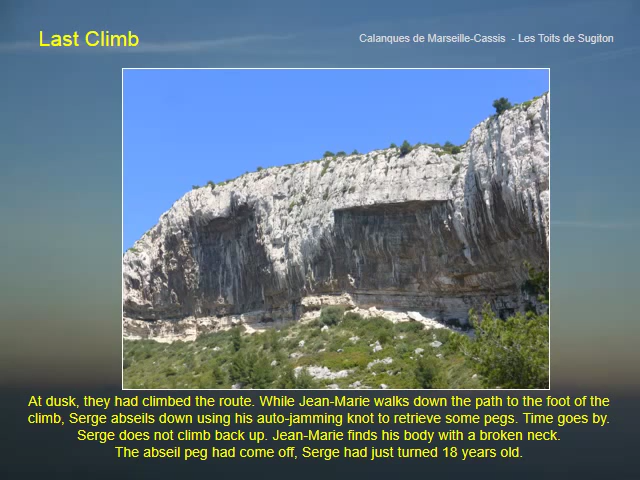 Last Climb
Calanques de Marseille-Cassis - Les Toits de Sugiton
At dusk, they had climbed the route. While Jean-Marie walks down the path to the foot of the
climb, Serge abseils down using his auto-jamming knot to retrieve some pegs. Time goes by.
Serge does not climb back up. Jean-Marie finds his body with a broken neck.
The abseil peg had come off, Serge had just turned 18 years old.